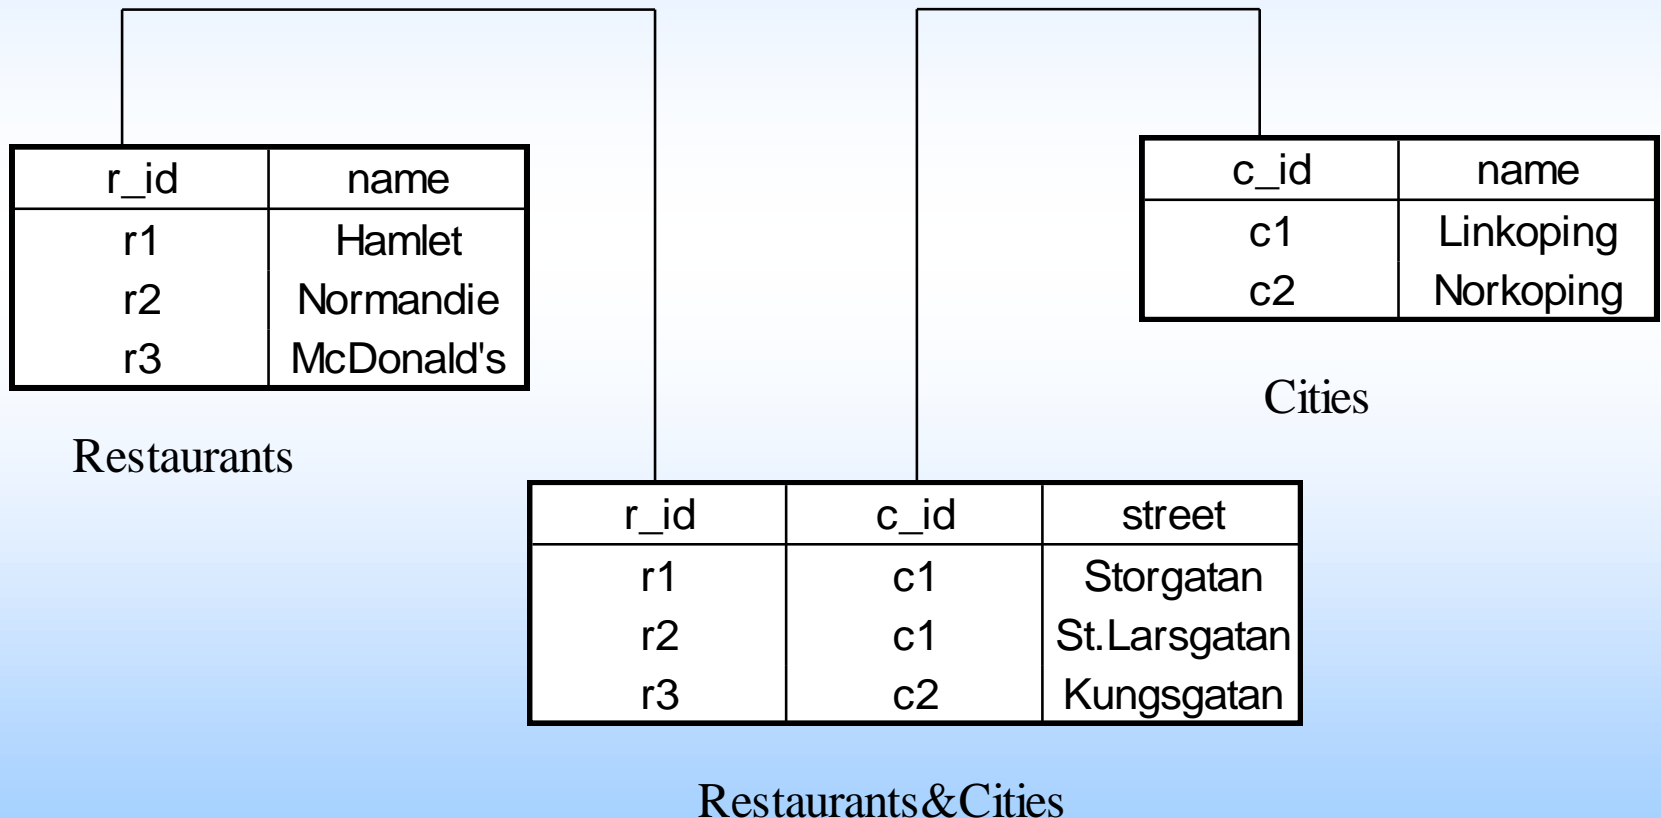 r_id name
r1 Hamlet
r2 Normandie
r3 McDonald's
Restaurants
c_id name
c1 Linkoping
c2 Norkoping
Cities
r_id c_id street
r1 c1 Storgatan
r2 c1 St.Larsgatan
r3 c2 Kungsgatan
Restaurants&Cities